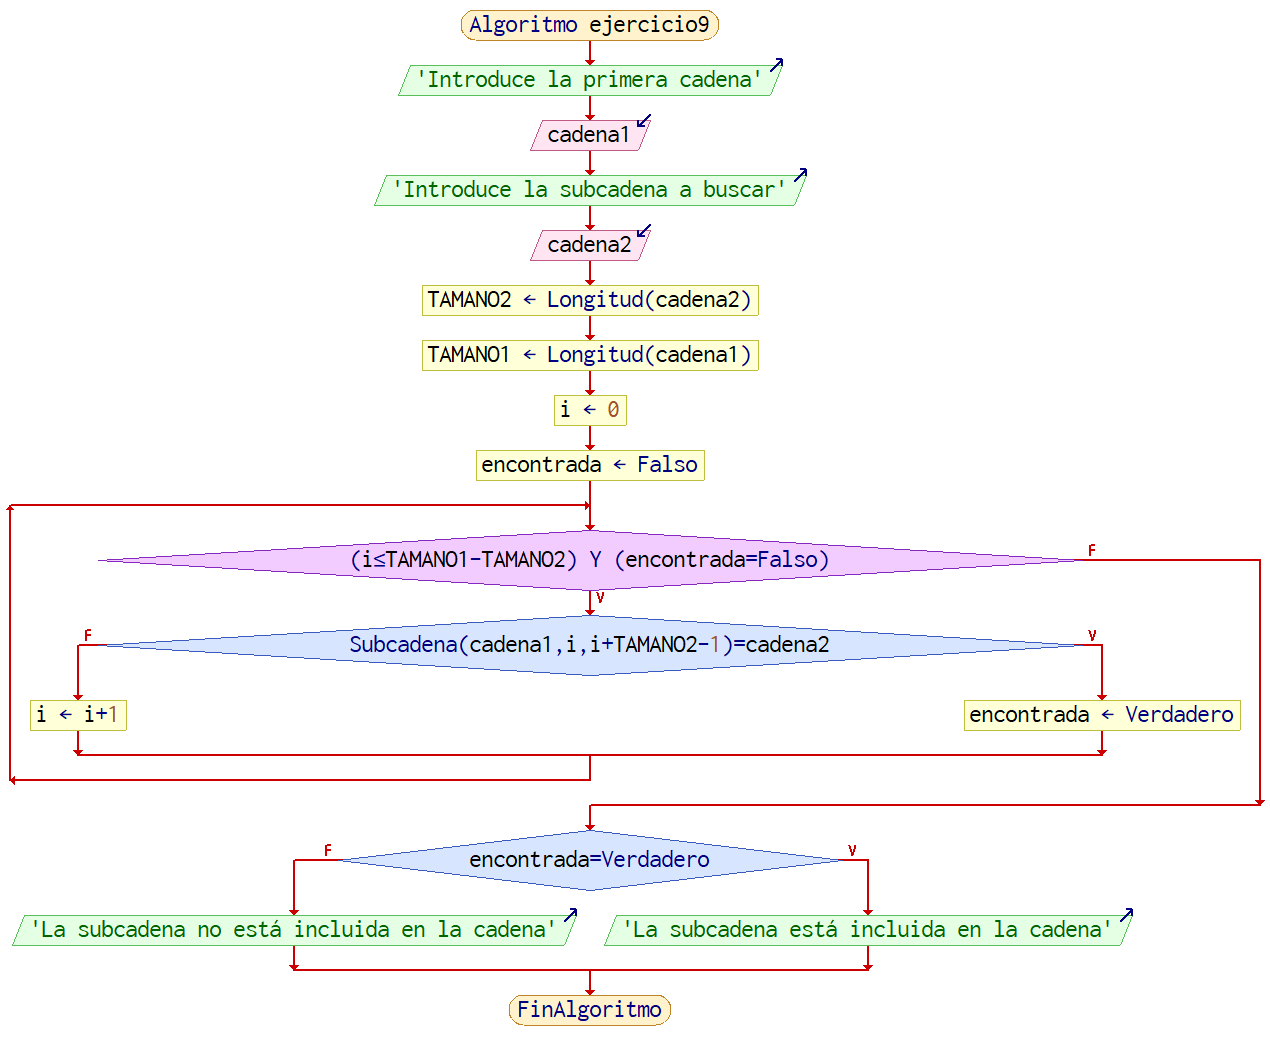 Algoritmo ejercicio9
'Introduce la primera cadena'
cadena1
'Introduce la subcadena a buscar'
cadena2
TAMANO2 ← Longitud(cadena2)
TAMANO1 ← Longitud(cadena1)
i ← 0
encontrada ← Falso
(i≤TAMANO1-TAMANO2) Y (encontrada=Falso)
F
V
Subcadena(cadena1,i,i+TAMANO2-1)=cadena2
F
V
i ← i+1
encontrada ← Verdadero
encontrada=Verdadero
F
V
'La subcadena no está incluida en la cadena'
'La subcadena está incluida en la cadena'
FinAlgoritmo